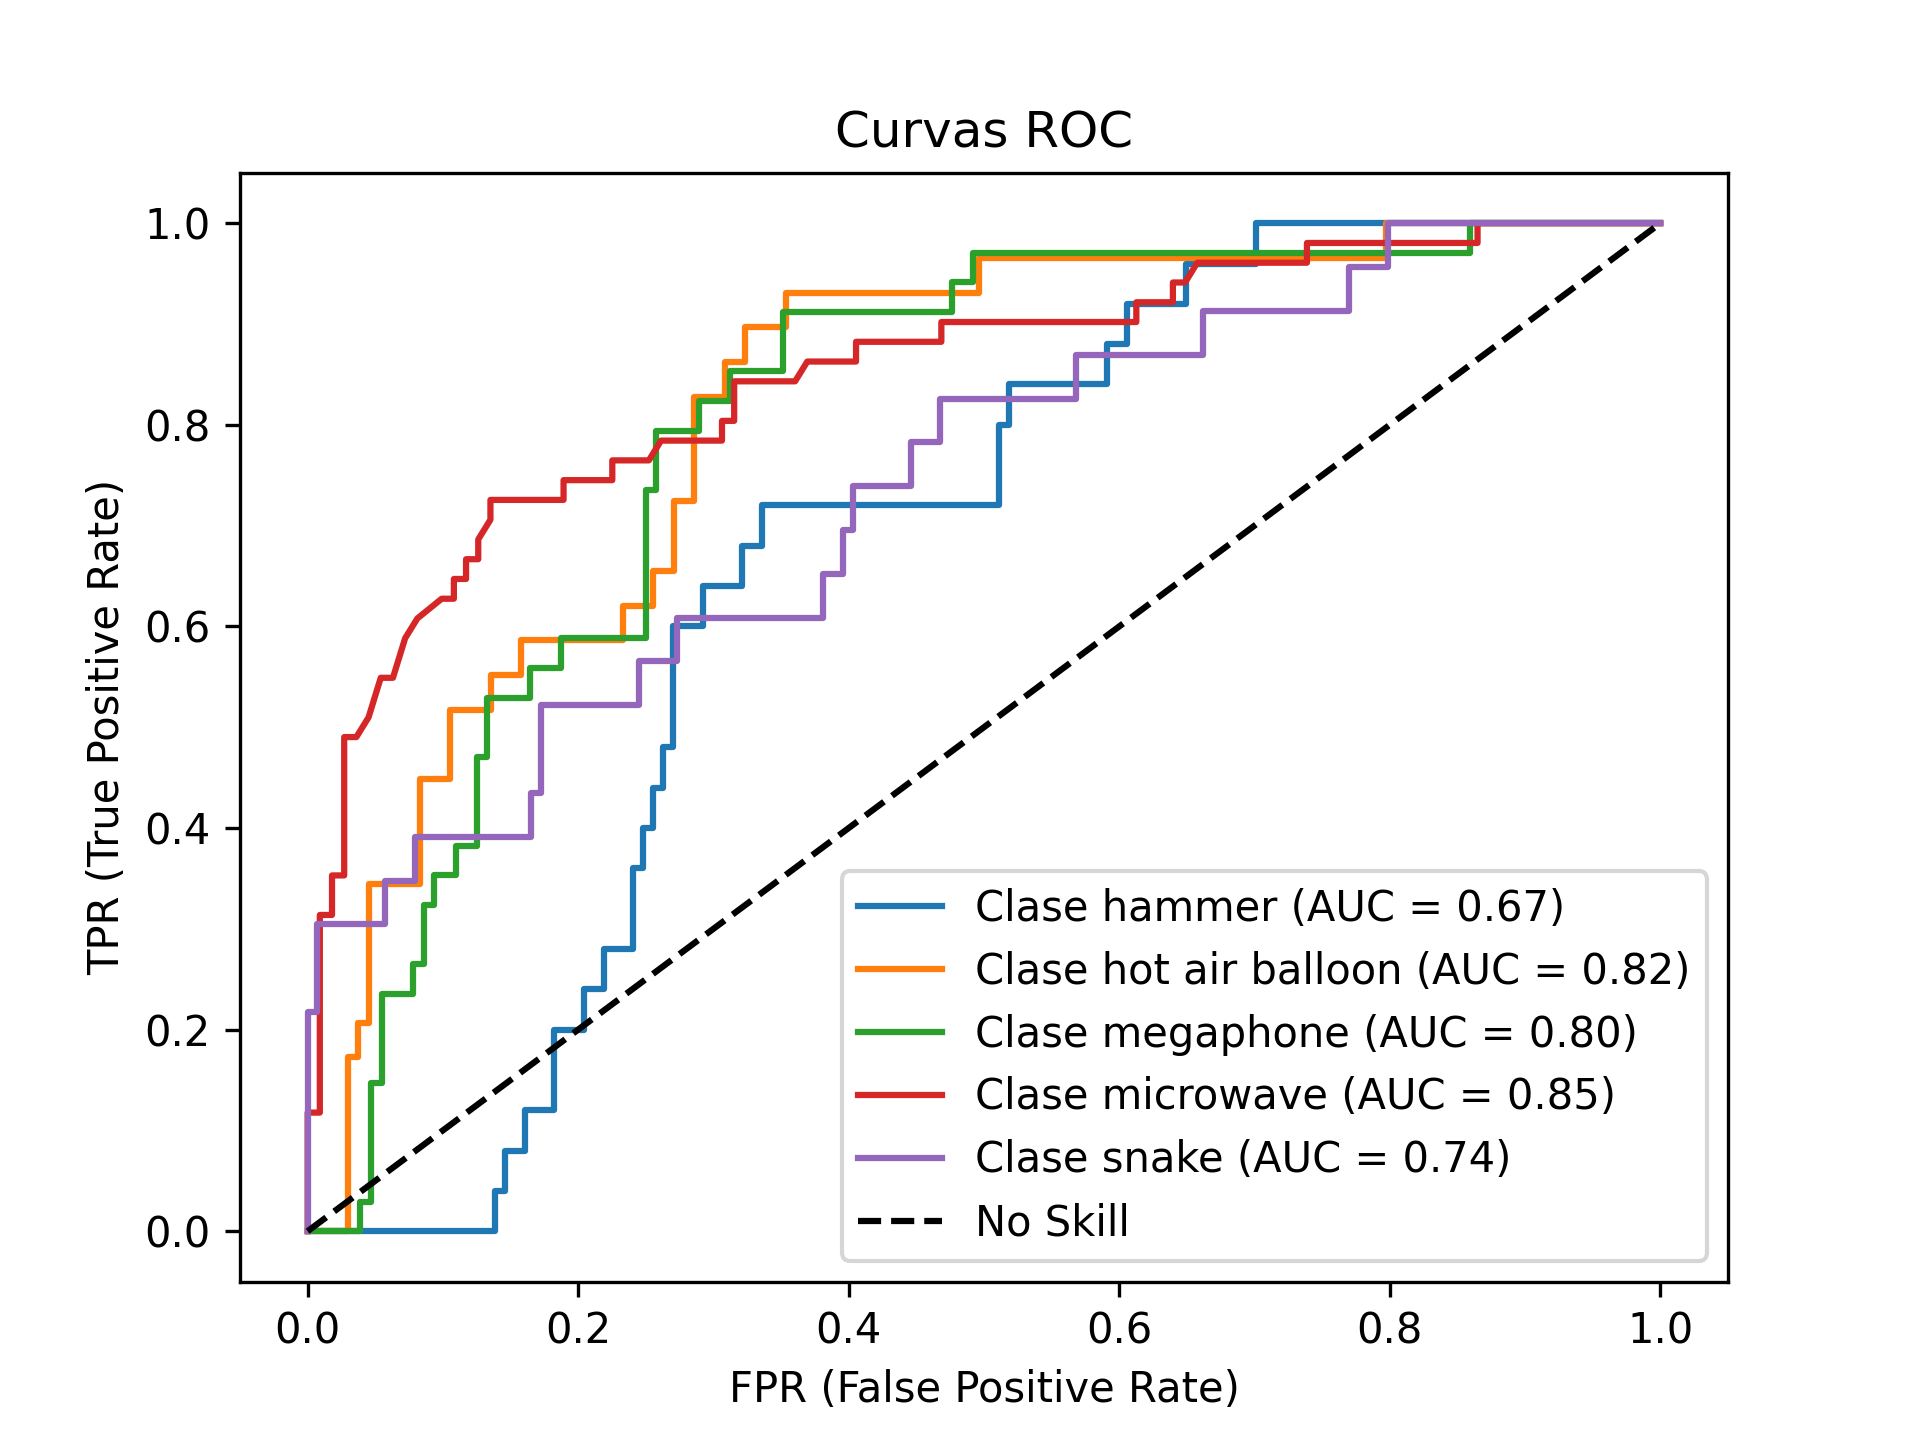 Curvas ROC
TPR (True Positive Rate)
1.0
0.8
0.6
0.4
0.2
0.0
Clase hammer (AUC = 0.67)
Clase hot air balloon (AUC = 0.82)
Clase megaphone (AUC = 0.80)
Clase microwave (AUC = 0.85)
Clase snake (AUC = 0.74)
No Skill
0.0 0.2 0.4 0.6 0.8 1.0
FPR (False Positive Rate)